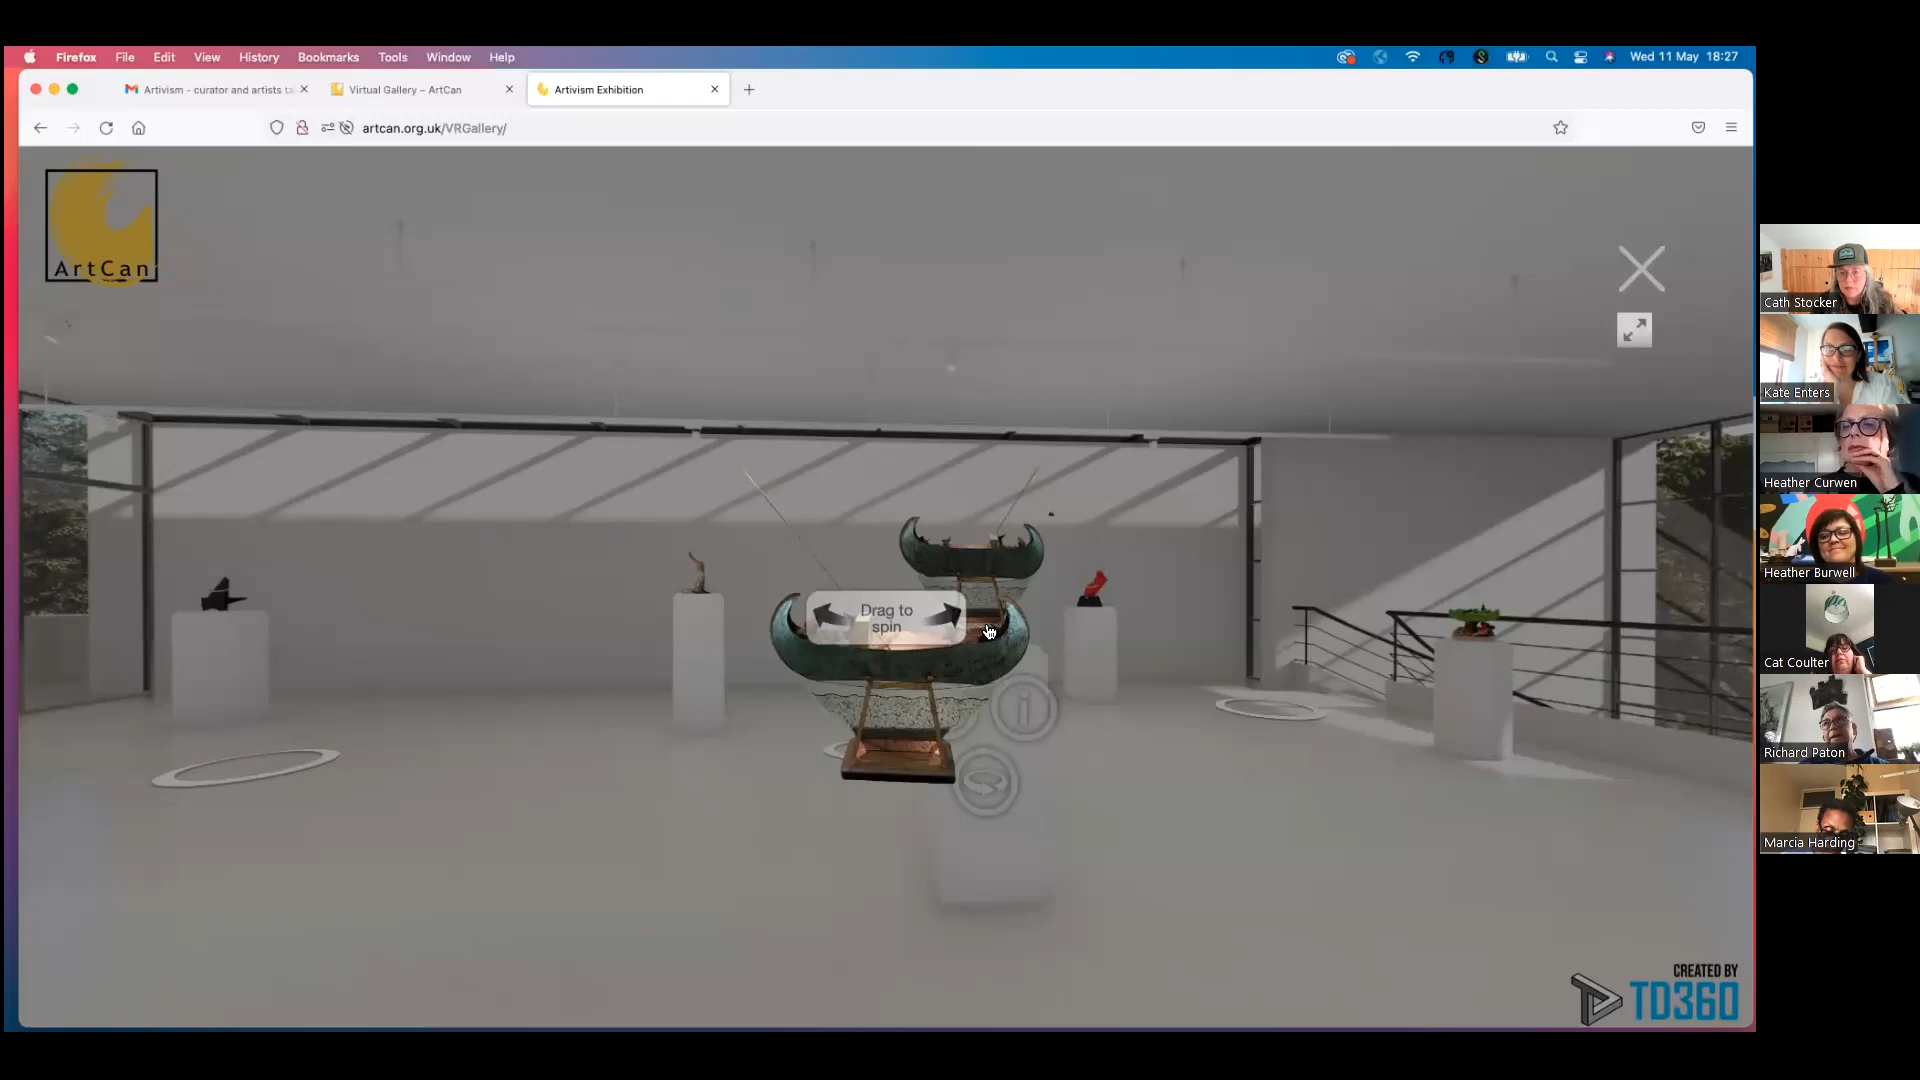 Firefox File Edit View History Bookmarks Tools Window Help
Wed 11 May 18:27
Artivism - curator and artists ta
Virtual Gallery – ArtCan
Artivism Exhibition
artcan.org.uk/VRGallery/
ArtCan
Drag to
spin
CREATED BY
TD360
Cath Stocker
Kate Enters
Heather Curwen
Heather Burwell
Cat Coulter
Richard Paton
Marcia Harding